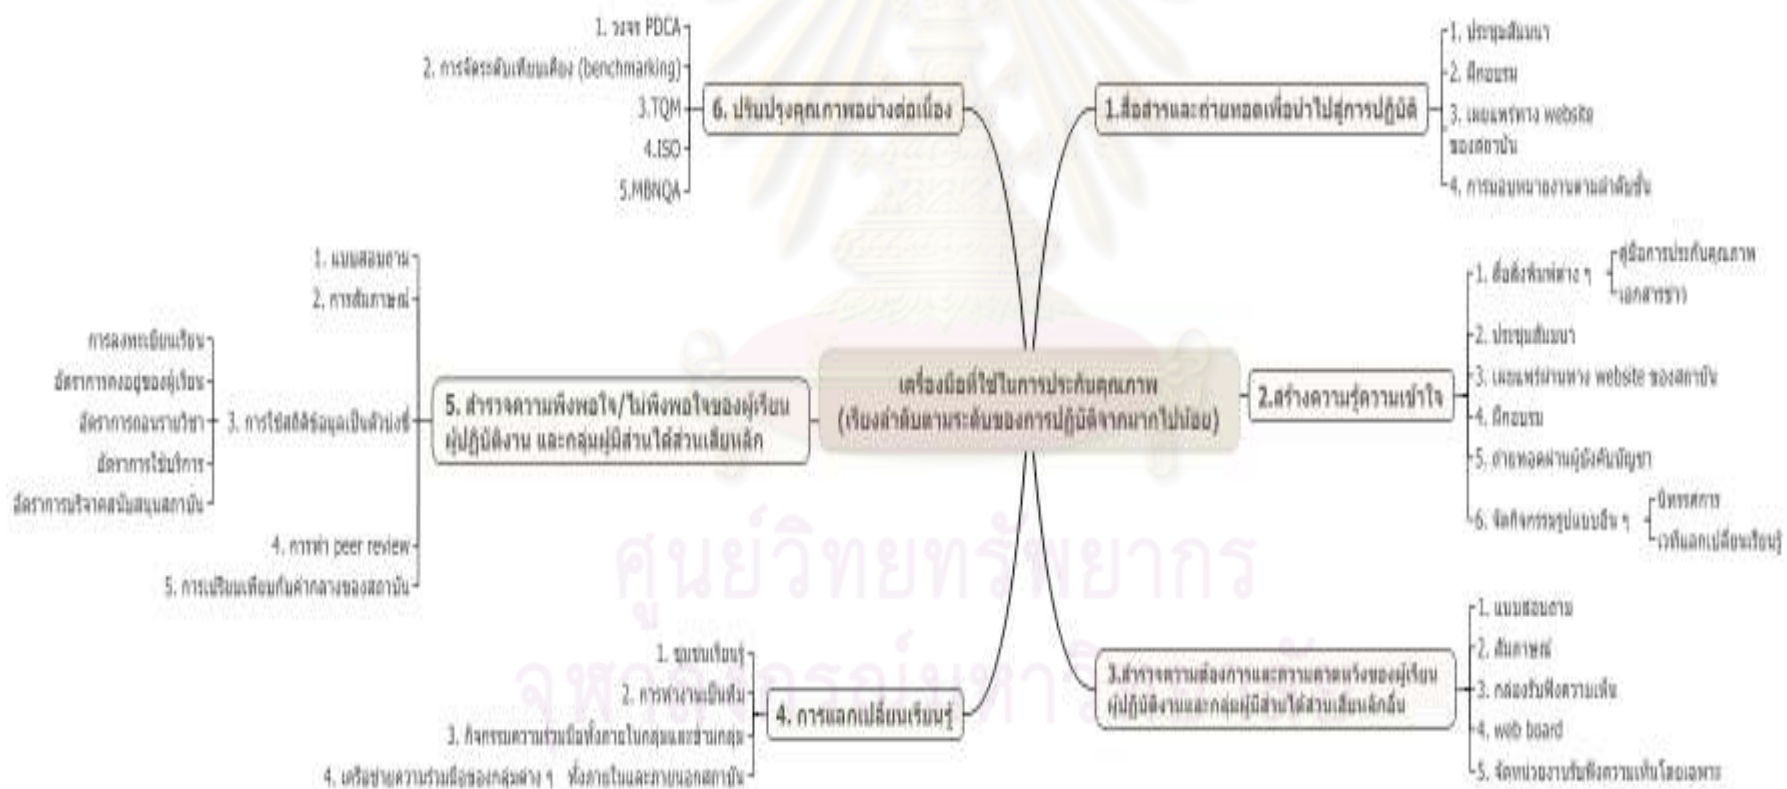 เครื่องมือที่ใช้ในการประกันคุณภาพ
(เรียงลำดับตามระดับของการปฏิบัติจากมากไปน้อย)
1.สื่อสารและถ่ายทอดเพื่อนำไปสู่การปฏิบัติ
1. ประชุมสัมมนา
2. ฝึกอบรม
3. เผยแพร่ทาง website
ของสถาบัน
4. การมอบหมายงานตามลำดับชั้น
2.สร้างความรู้ความเข้าใจ
1. สื่อสิ่งพิมพ์ต่าง ๆ
คู่มือการประกันคุณภาพ
เอกสารข่าว
2. ประชุมสัมมนา
3. เผยแพร่ผ่านทาง website ของสถาบัน
4. ฝึกอบรม
5. ถ่ายทอดผ่านผู้บังคับบัญชา
6. จัดกิจกรรมรูปแบบอื่น ๆ
นิทรรศการ
เวทีแลกเปลี่ยนเรียนรู้
3.สำรวจความต้องการและความคาดหวังของผู้เรียน
ผู้ปฏิบัติงานและกลุ่มผู้มีส่วนได้ส่วนเสียหลักอื่น
1. แบบสอบถาม
2. สัมภาษณ์
3. กล่องรับฟังความเห็น
4. web board
5. จัดหน่วยงานรับฟังความเห็นโดยเฉพาะ
4. การแลกเปลี่ยนเรียนรู้
1. ชุมชนเรียนรู้
2. การทำงานเป็นทีม
3. กิจกรรมความร่วมมือทั้งภายในกลุ่มและข้ามกลุ่ม
4. เครือข่ายความร่วมมือของกลุ่มต่าง ๆ ทั้งภายในและภายนอกสถาบัน
5. สำรวจความพึงพอใจ/ไม่พึงพอใจของผู้เรียน
ผู้ปฏิบัติงาน และกลุ่มผู้มีส่วนได้ส่วนเสียหลัก
1. แบบสอบถาม
2. การสัมภาษณ์
3. การใช้สถิติข้อมูลเป็นตัวบ่งชี้
การลงทะเบียนเรียน
อัตราการคงอยู่ของผู้เรียน
อัตราการถอนรายวิชา
อัตราการใช้บริการ
อัตราการบริจาคสนับสนุนสถาบัน
4. การทำ peer review
5. การเปรียบเทียบกับค่ากลางของสถาบัน
6. ปรับปรุงคุณภาพอย่างต่อเนื่อง
1. วงจร PDCA
2. การจัดระดับเทียบเคียง (benchmarking)
3.TQM
4.ISO
5.MBNQA
ศูนย์วิทยทรัพยากร